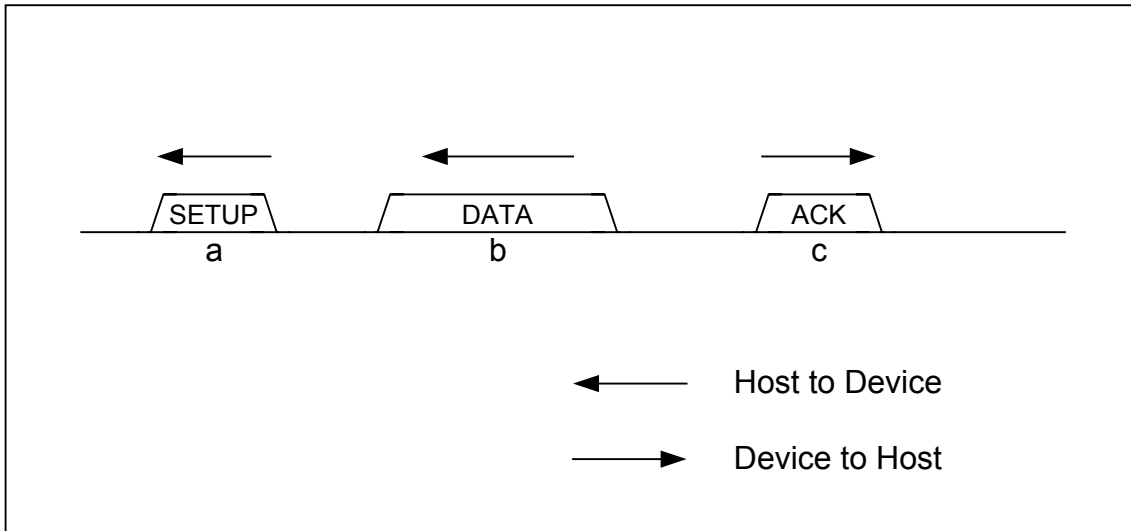 SETUP
DATA
ACK
a
b
c
Host to Device
Device to Host